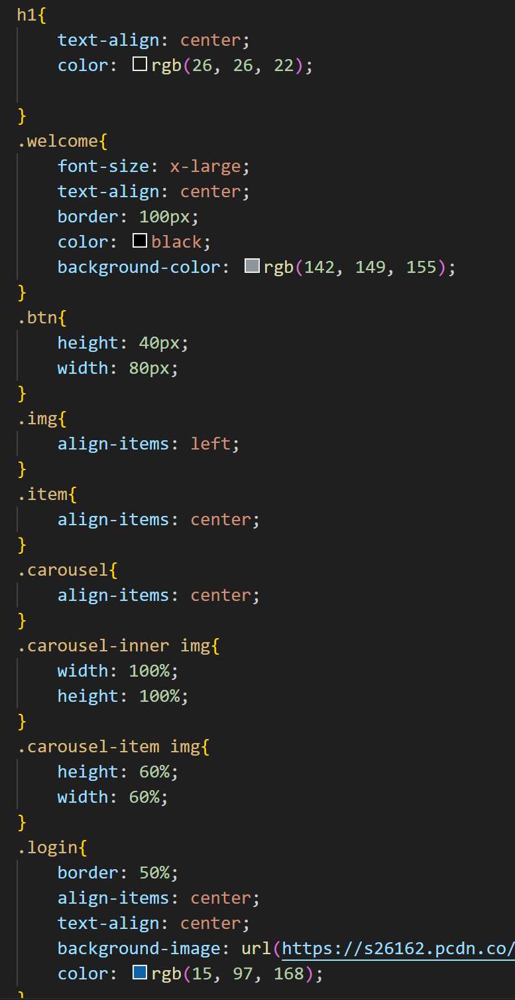 h1{
text-align: center;
color: rgb(26, 26, 22);
}
.welcome{
font-size: x-large;
text-align: center;
border: 100px;
color: black;
background-color: rgb(142, 149, 155);
}
.btn{
height: 40px;
width: 80px;
}
.img{
align-items: left;
}
.item{
align-items: center;
}
.carousel{
align-items: center;
}
.carousel-inner img{
width: 100%;
height: 100%;
}
.carousel-item img{
height: 60%;
width: 60%;
}
.login{
border: 50%;
align-items: center;
text-align: center;
background-image: url(https://s26162.pcdn.co/
color: rgb(15, 97, 168);
}